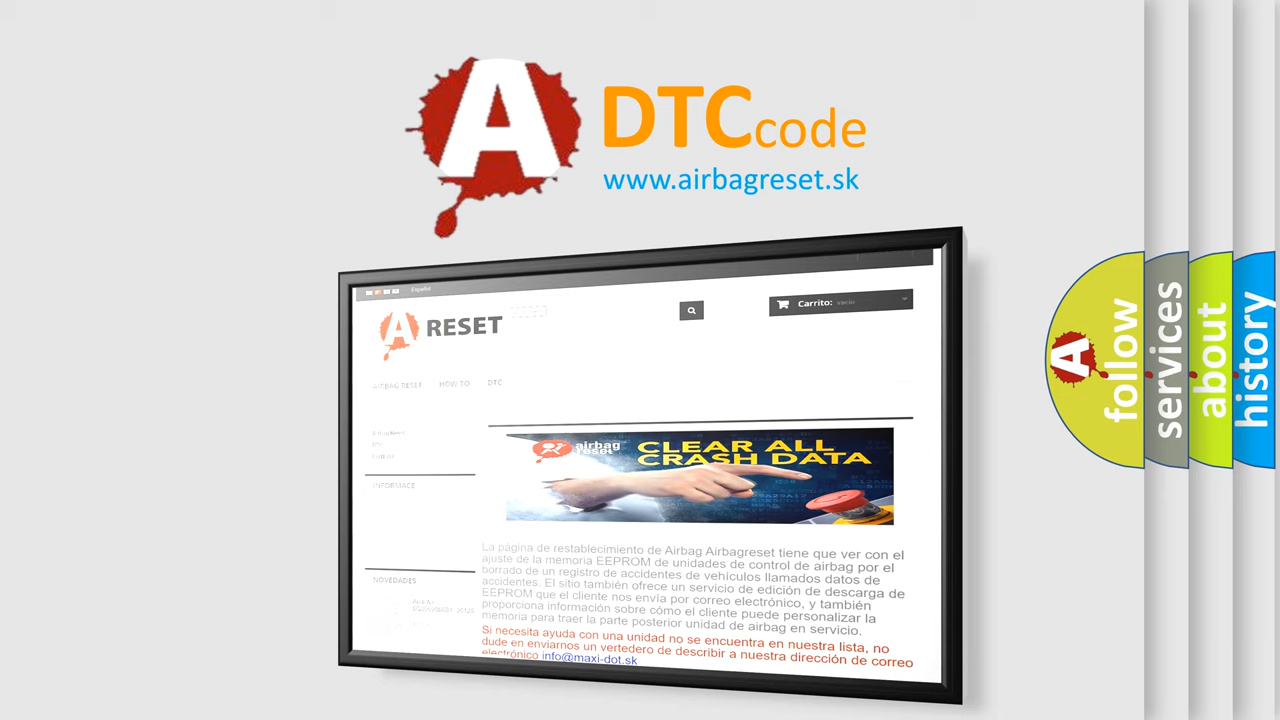 A
DTCcode
www.airbagreset.sk
Español
A RESET
Carrito: vacío
AIRBAG RESET HOW TO DTC
INFORMACE
NOVEDADES
airbag
reset
CLEAR ALL
CRASH DATA
La página de restablecimiento de Airbag Airbagreset tiene que ver con el
ajuste de la memoria EEPROM de unidades de control de airbag por el
borrado de un registro de accidentes de vehículos llamados datos de
accidentes. El sitio también ofrece un servicio de edición de descarga de
EEPROM que el cliente nos envía por correo electrónico, y también
proporciona información sobre cómo el cliente puede personalizar la
memoria para traer la parte posterior unidad de airbag en servicio.
Si necesita ayuda con una unidad no se encuentra en nuestra lista, no
dude en enviarnos un vertedero de describir a nuestra dirección de correo
electrónico info@maxi-dot.sk
A
follow
services
about
history